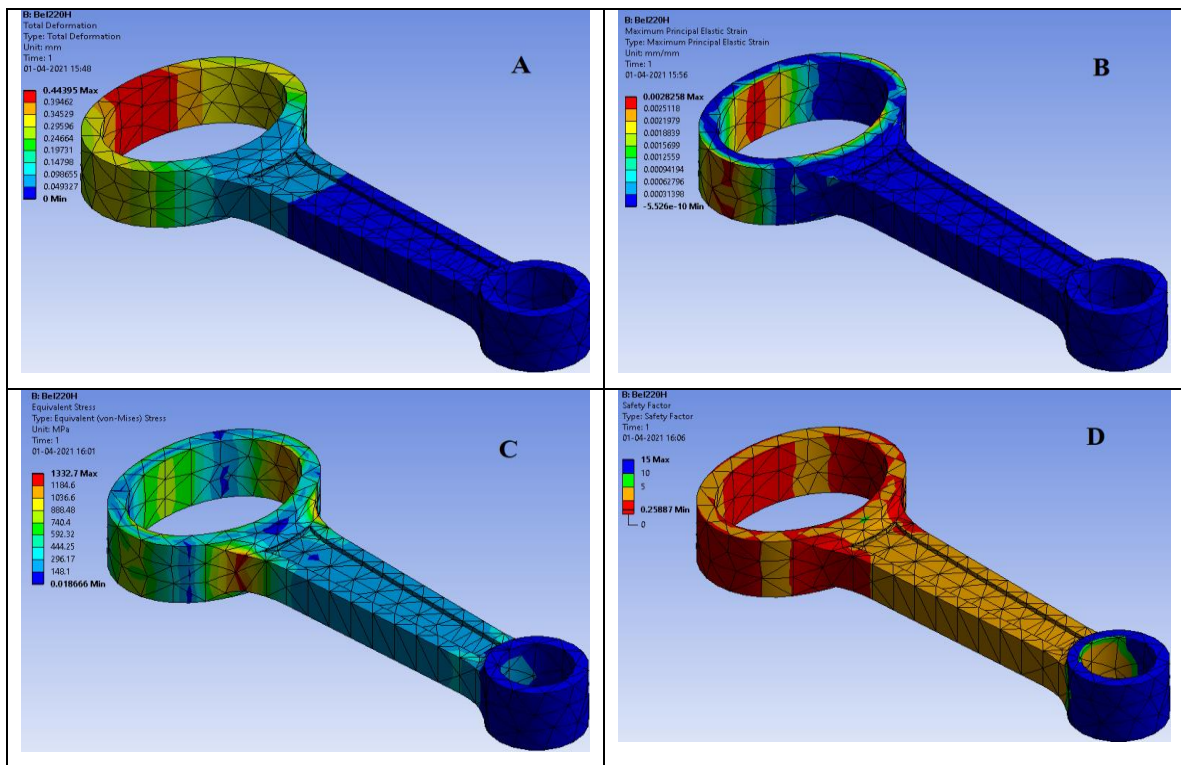 B: Bel220H
Total Deformation
Type: Total Deformation
Unit: mm
Time: 1
01-04-2021 15:48
A
0.44395 Max
0.39462
0.34529
0.29596
0.24664
0.19731
0.14798
0.098655
0.049327
0 Min
B: Bel220H
Maximum Principal Elastic Strain
Type: Maximum Principal Elastic Strain
Unit: mm/mm
Time: 1
01-04-2021 15:56
B
0.0028258 Max
0.0025118
0.0021979
0.0018839
0.0015699
0.0012559
0.00094194
0.00062796
0.00031398
-5.526e-10 Min
B: Bel220H
Equivalent Stress
Type: Equivalent (von-Mises) Stress
Unit: MPa
Time: 1
01-04-2021 16:01
C
1332.7 Max
1184.6
1036.6
888.48
740.4
592.32
444.25
296.17
148.1
0.018666 Min
B: Bel220H
Safety Factor
Type: Safety Factor
Time: 1
01-04-2021 16:06
D
15 Max
10
5
0.25887 Min
0